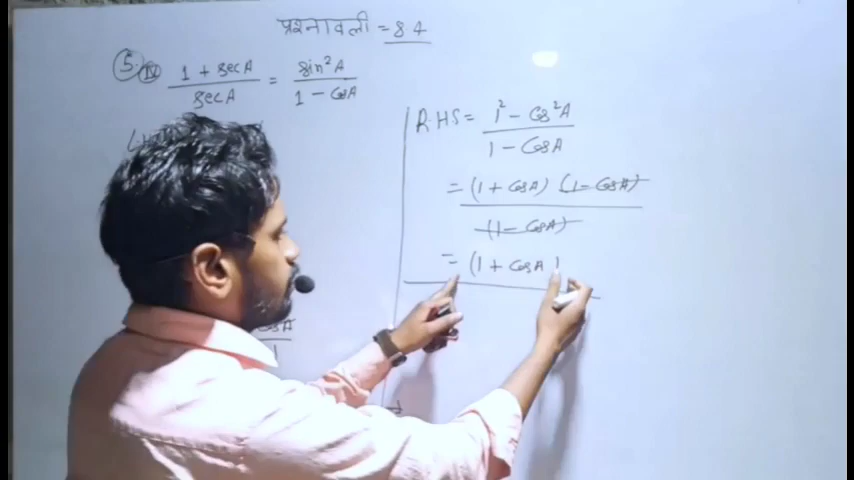 प्रश्नावली = 8 4
5. iv 1 + secA / secA = sin²A / 1 - cosA
R.H.S = 1² - cos²A / 1 - cosA
= (1 + cosA) (1 - cosA) / (1 - cosA)
= (1 + cosA)